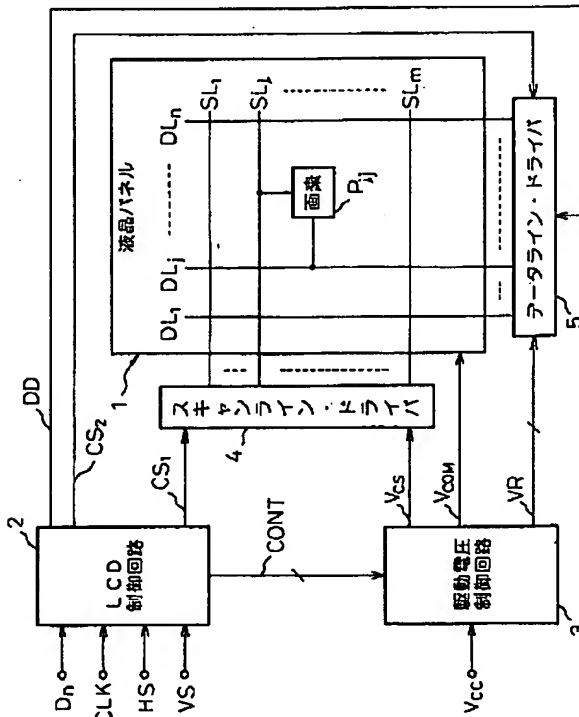 DD
CS2
2
LCD
制御回路
Dn
CLK
HS
VS
CS1
CONT
1
液晶パネル
DL1
DLj
DLn
SL1
SLj
SLm
画素
Pij
4
スキャンライン・ドライバ
VCS
VCOM
VR
駆動電圧
制御回路
3
VCC
データライン・ドライバ
5